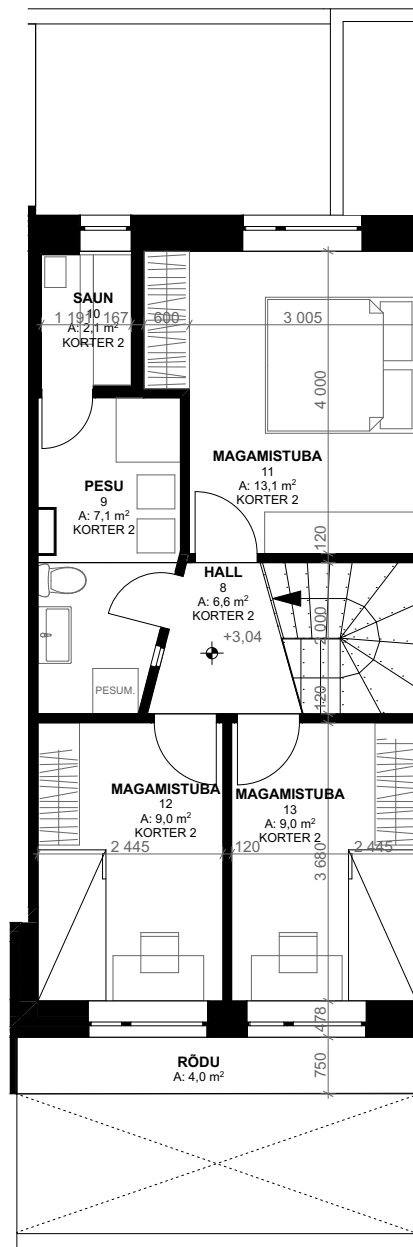 SAUN
10
A: 2,1 m²
KORTER 2
1 191
167
600
3 005
4 000
MAGAMISTUBA
11
A: 13,1 m²
KORTER 2
PESU
9
A: 7,1 m²
KORTER 2
120
HALL
8
A: 6,6 m²
KORTER 2
+3,04
2 000
PESUM.
120
MAGAMISTUBA
12
A: 9,0 m²
KORTER 2
MAGAMISTUBA
13
A: 9,0 m²
KORTER 2
2 445
120
2 445
3 680
478
RÕDU
A: 4,0 m²
750